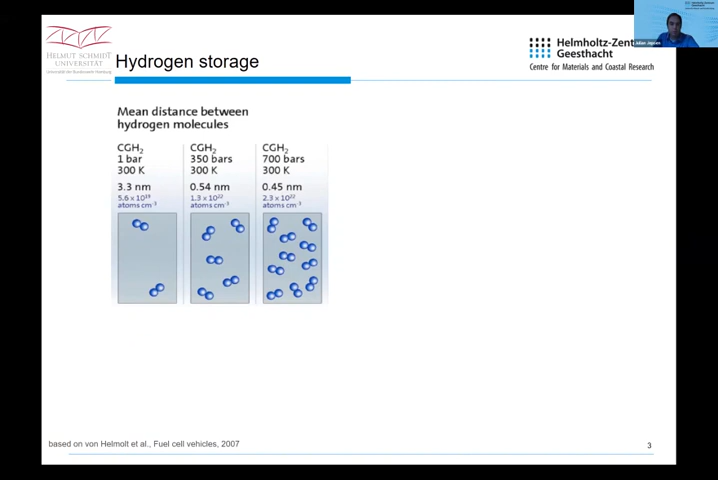 HELMUT SCHMIDT
UNIVERSITÄT
Universität der Bundeswehr Hamburg
Hydrogen storage
Helmholtz-Zent
Geesthacht
Centre for Materials and Coastal Research
Mean distance between
hydrogen molecules
CGH₂
1 bar
300 K
3.3 nm
5.6 x 10¹⁹
atoms cm⁻³
CGH₂
350 bars
300 K
0.54 nm
1.3 x 10²²
atoms cm⁻³
CGH₂
700 bars
300 K
0.45 nm
2.3 x 10²²
atoms cm⁻³
based on von Helmolt et al., Fuel cell vehicles, 2007
3